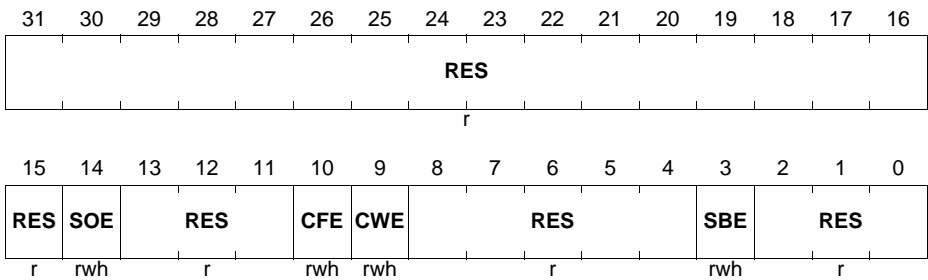 31 30 29 28 27 26 25 24 23 22 21 20 19 18 17 16
RES
r
15 14 13 12 11 10 9 8 7 6 5 4 3 2 1 0
RES SOE RES CFE CWE RES SBE RES
r rwh r rwh rwh r rwh r